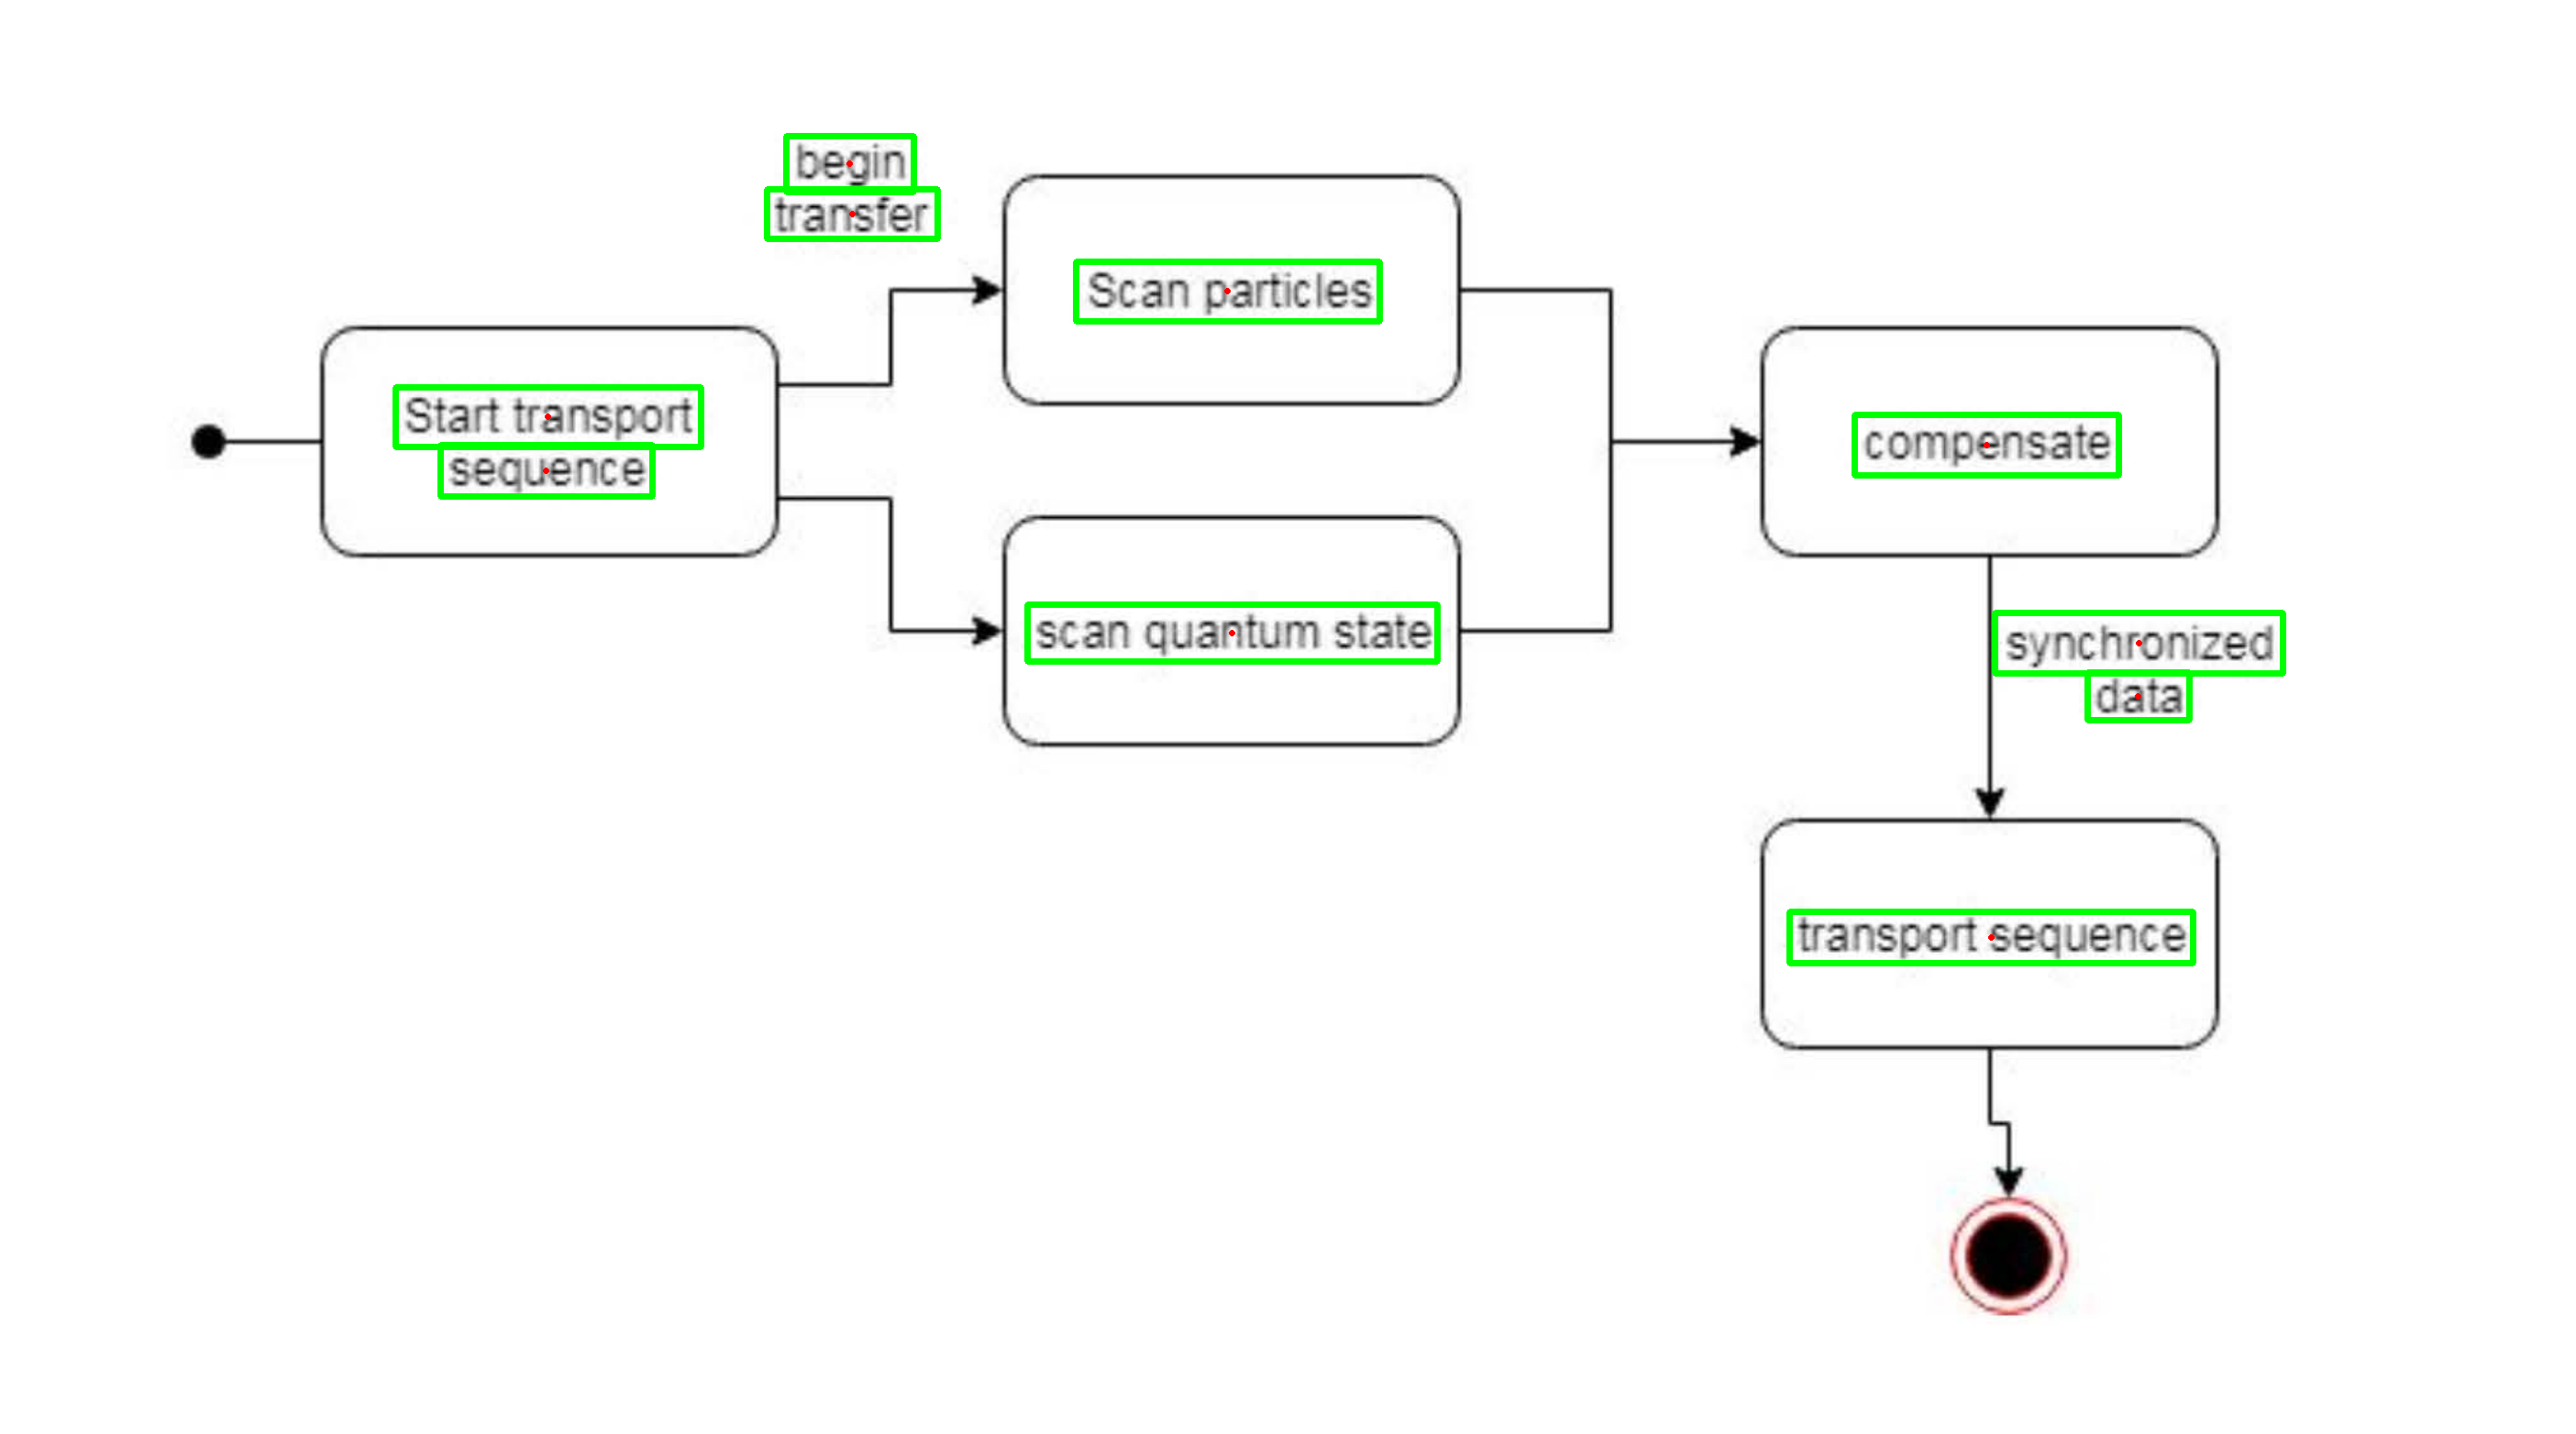 begin
transfer
Scan particles
Start transport
sequence
compensate
scan quantum state
synchronized
data
transport sequence